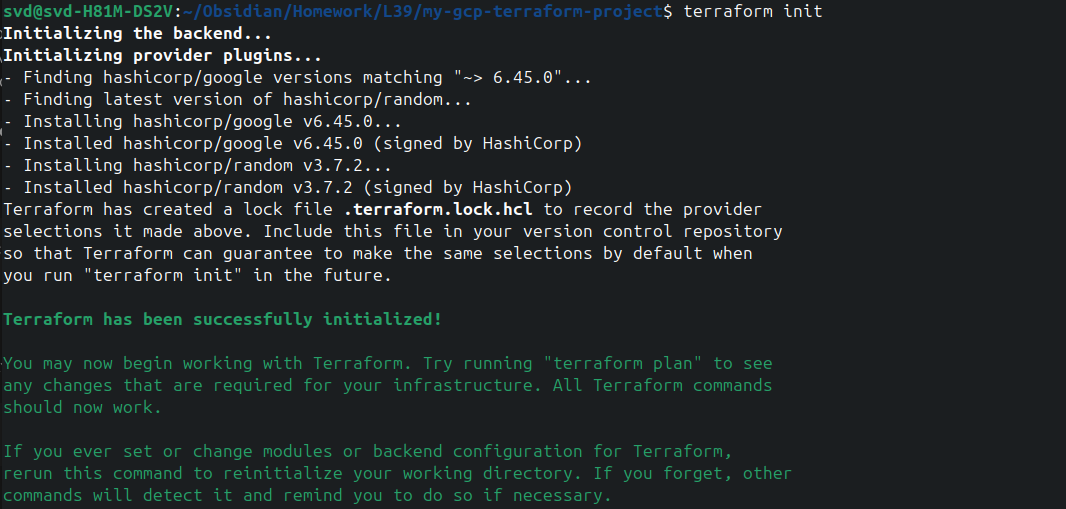 svd@svd-H81M-DS2V:~/Obsidian/Homework/L39/my-gcp-terraform-project$ terraform init
Initializing the backend...
Initializing provider plugins...
- Finding hashicorp/google versions matching "~> 6.45.0"...
- Finding latest version of hashicorp/random...
- Installing hashicorp/google v6.45.0...
- Installed hashicorp/google v6.45.0 (signed by HashiCorp)
- Installing hashicorp/random v3.7.2...
- Installed hashicorp/random v3.7.2 (signed by HashiCorp)
Terraform has created a lock file .terraform.lock.hcl to record the provider
selections it made above. Include this file in your version control repository
so that Terraform can guarantee to make the same selections by default when
you run "terraform init" in the future.

Terraform has been successfully initialized!

You may now begin working with Terraform. Try running "terraform plan" to see
any changes that are required for your infrastructure. All Terraform commands
should now work.

If you ever set or change modules or backend configuration for Terraform,
rerun this command to reinitialize your working directory. If you forget, other
commands will detect it and remind you to do so if necessary.